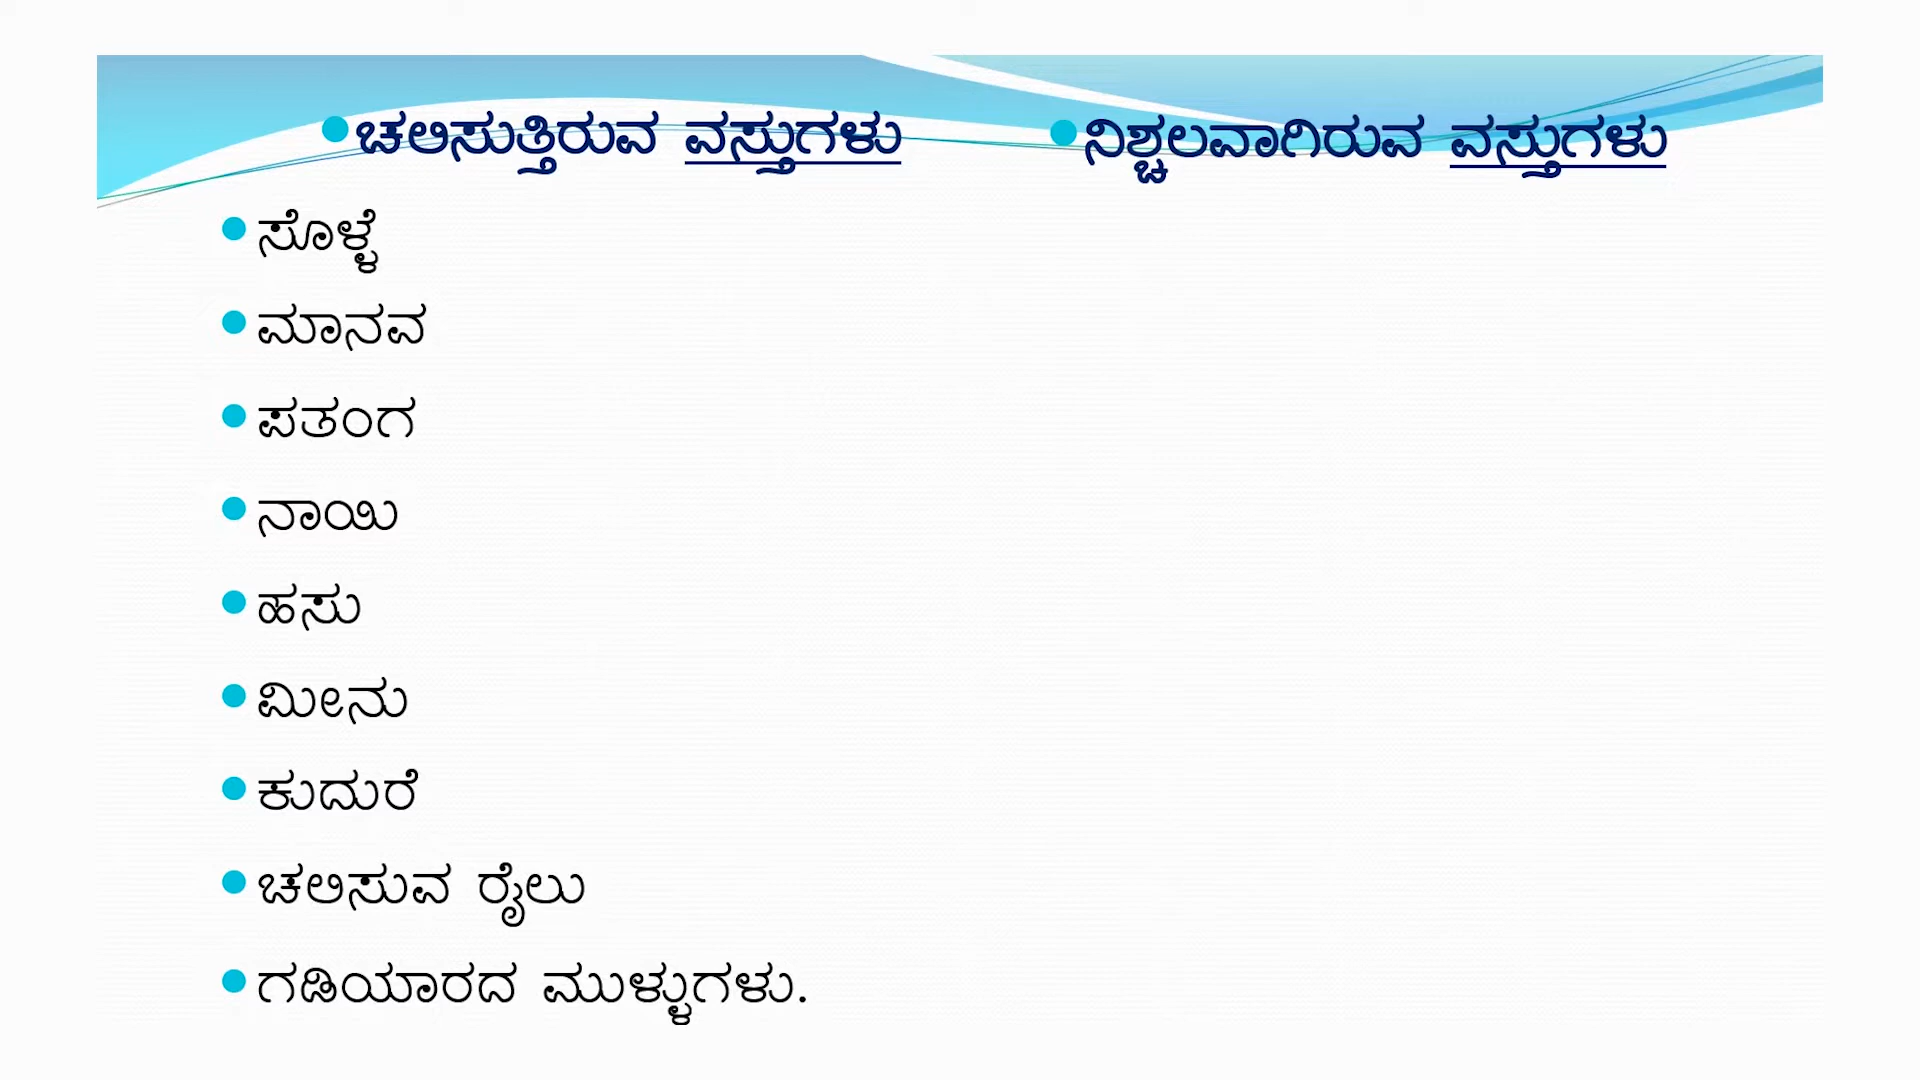 ಚಲಿಸುತ್ತಿರುವ ವಸ್ತುಗಳು
ನಿಶ್ಚಲವಾಗಿರುವ ವಸ್ತುಗಳು
ಸೊಳ್ಳೆ
ಮಾನವ
ಪತಂಗ
ನಾಯಿ
ಹಸು
ಮೀನು
ಕುದುರೆ
ಚಲಿಸುವ ರೈಲು
ಗಡಿಯಾರದ ಮುಳ್ಳುಗಳು.